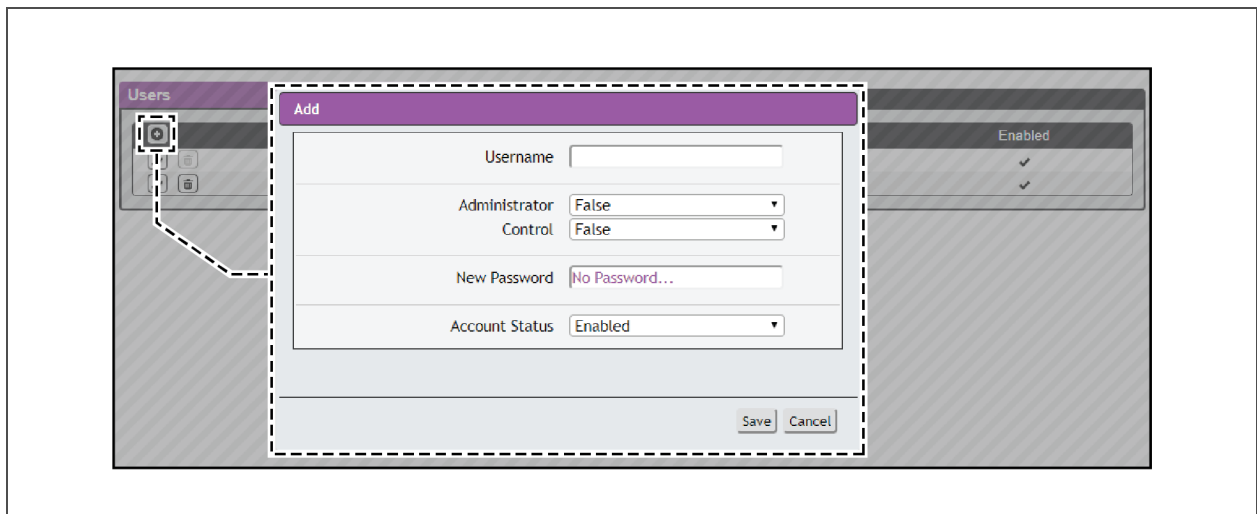 Users
Add
Enabled
Username
Administrator False
Control False
New Password No Password...
Account Status Enabled
Save Cancel